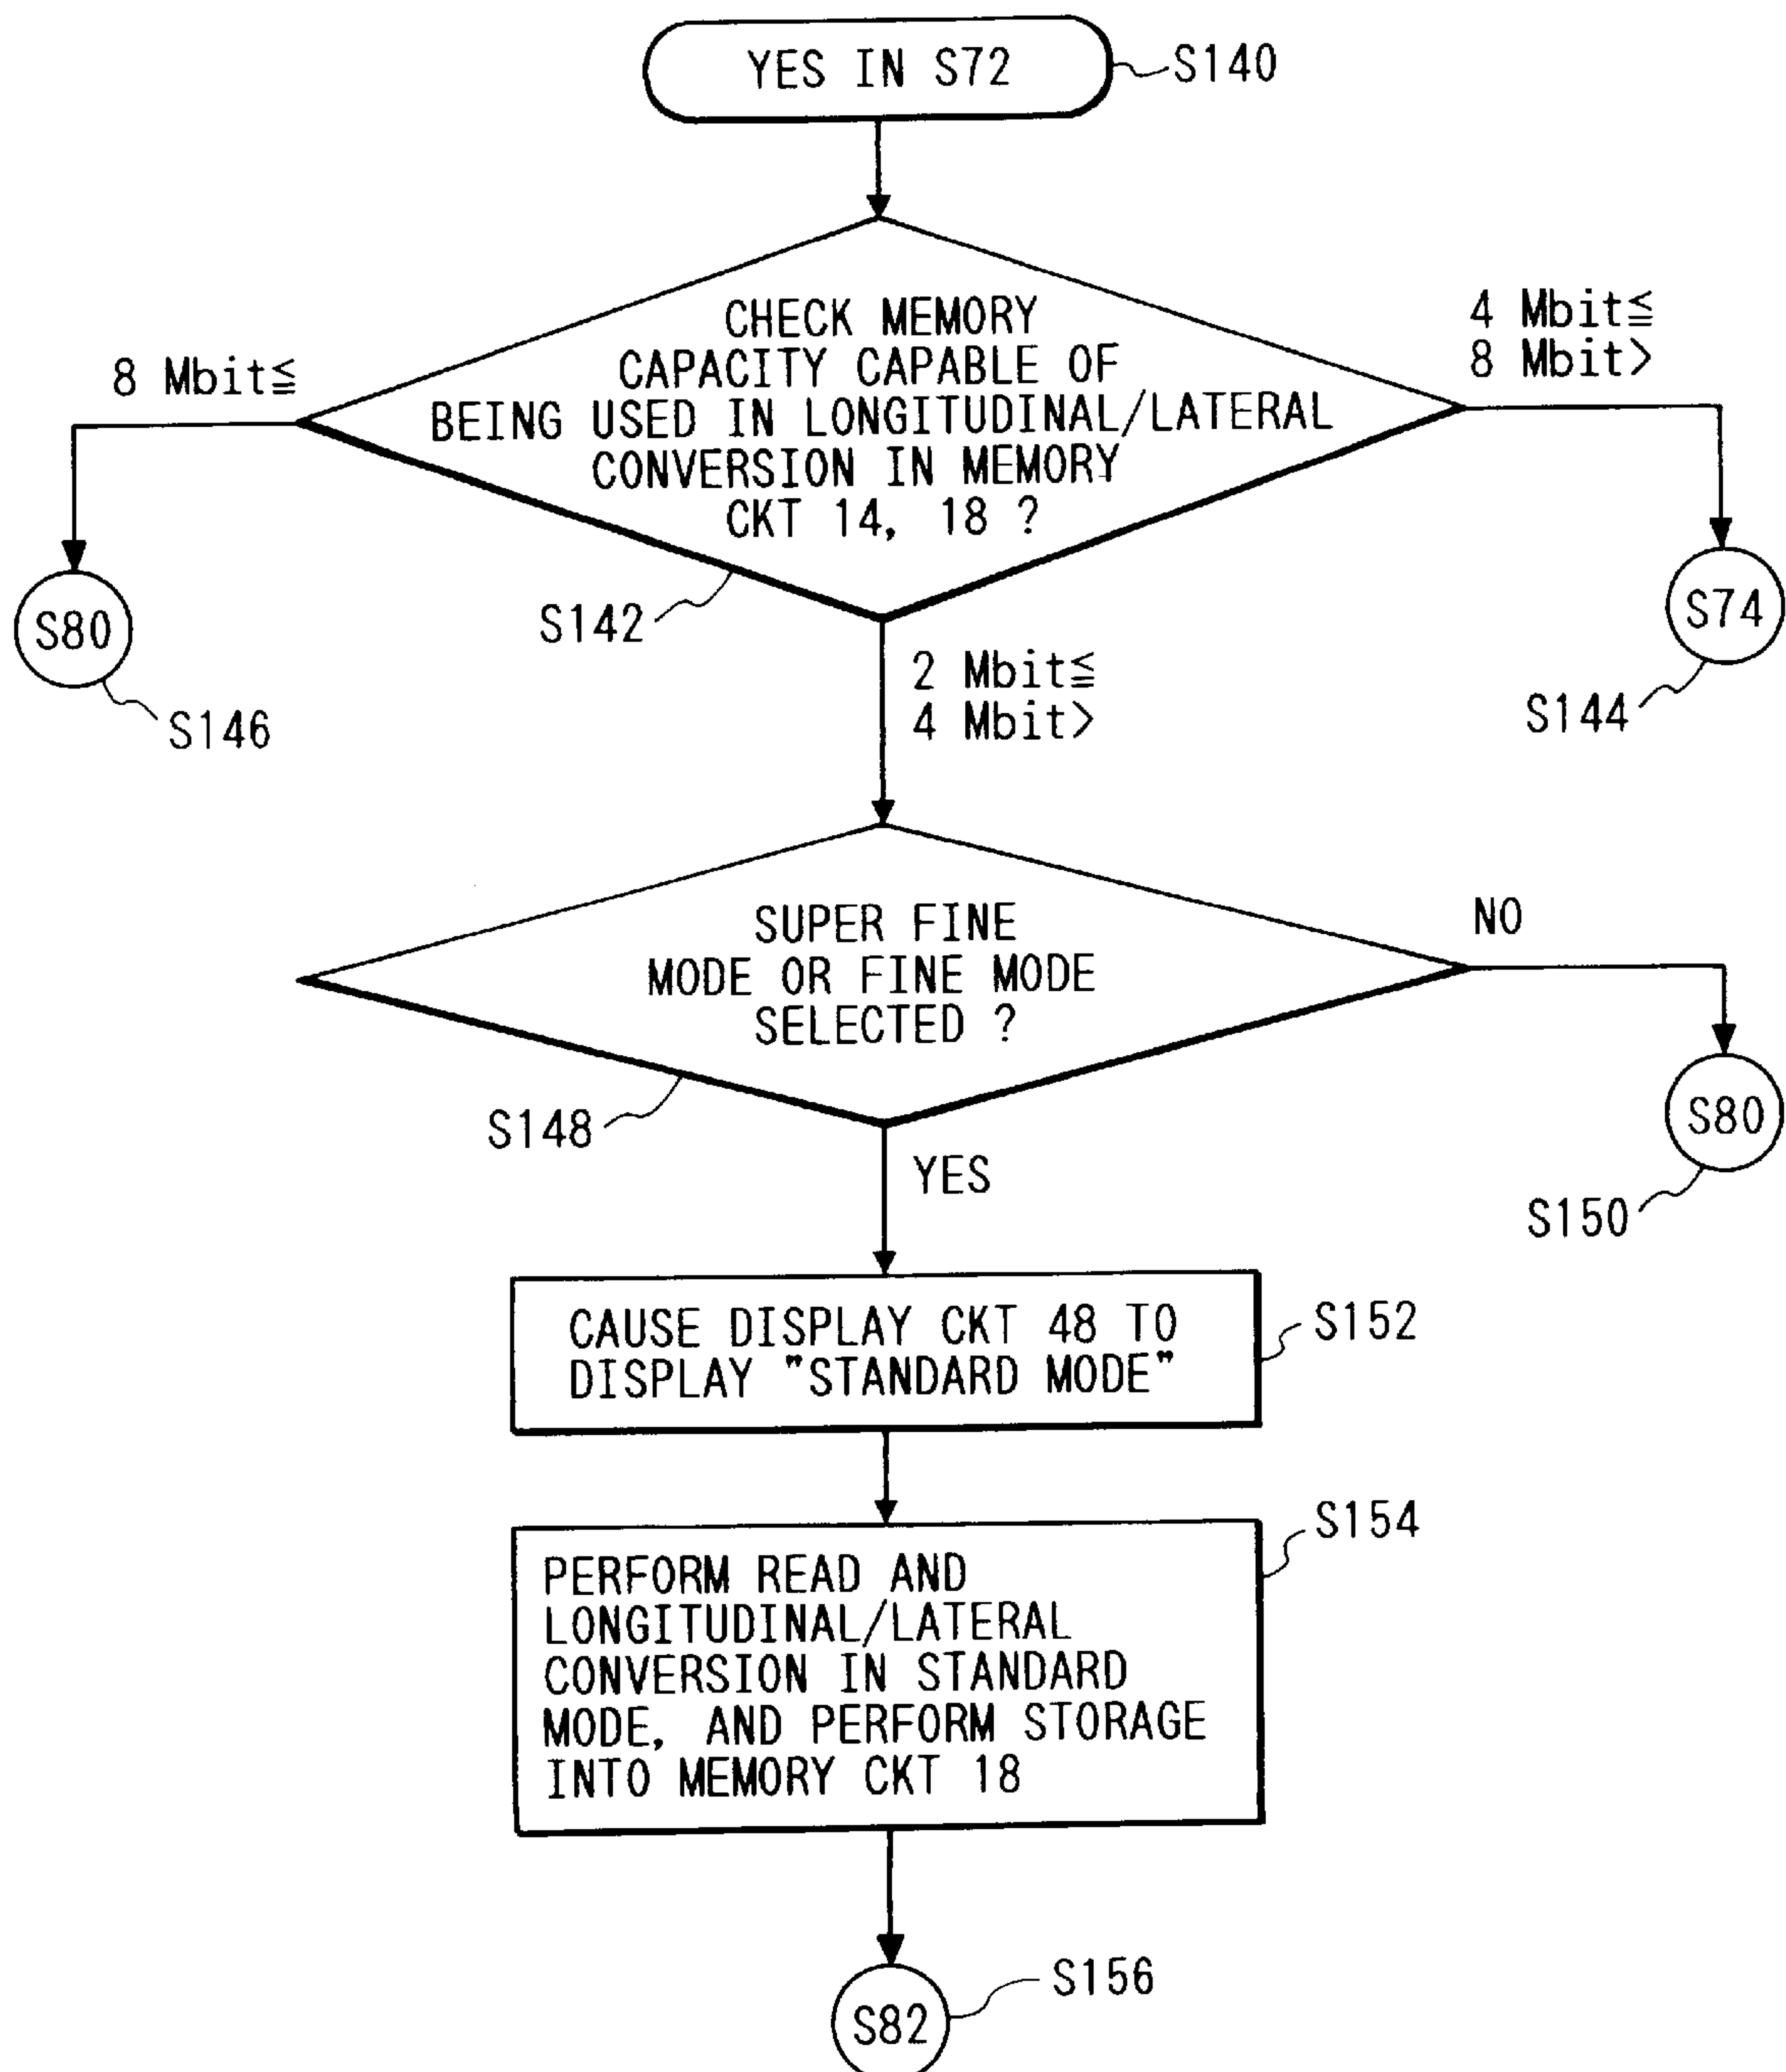 YES IN S72
S140
CHECK MEMORY
CAPACITY CAPABLE OF
BEING USED IN LONGITUDINAL/LATERAL
CONVERSION IN MEMORY
CKT 14, 18 ?
8 Mbit≦
4 Mbit≦
8 Mbit>
S142
S80
S146
S74
S144
2 Mbit≦
4 Mbit>
SUPER FINE
MODE OR FINE MODE
SELECTED ?
NO
S148
S80
S150
YES
CAUSE DISPLAY CKT 48 TO
DISPLAY "STANDARD MODE"
S152
PERFORM READ AND
LONGITUDINAL/LATERAL
CONVERSION IN STANDARD
MODE, AND PERFORM STORAGE
INTO MEMORY CKT 18
S154
S82
S156